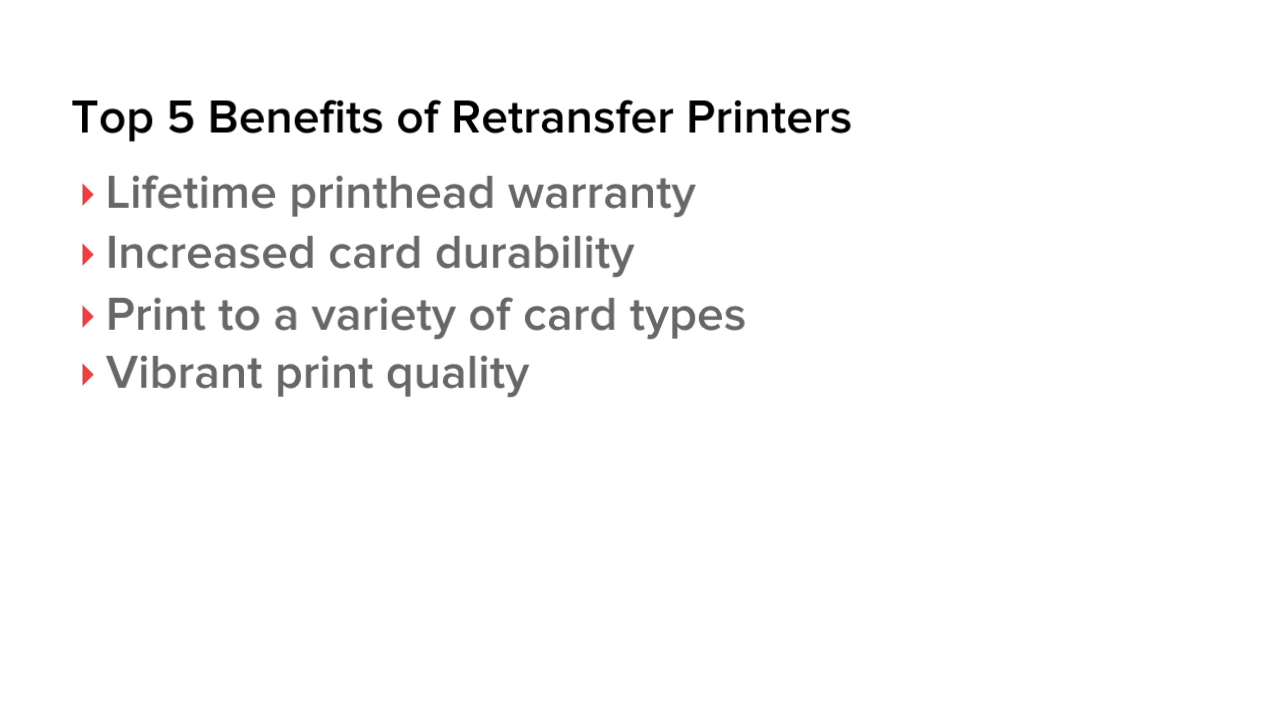 Top 5 Benefits of Retransfer Printers
Lifetime printhead warranty
Increased card durability
Print to a variety of card types
Vibrant print quality